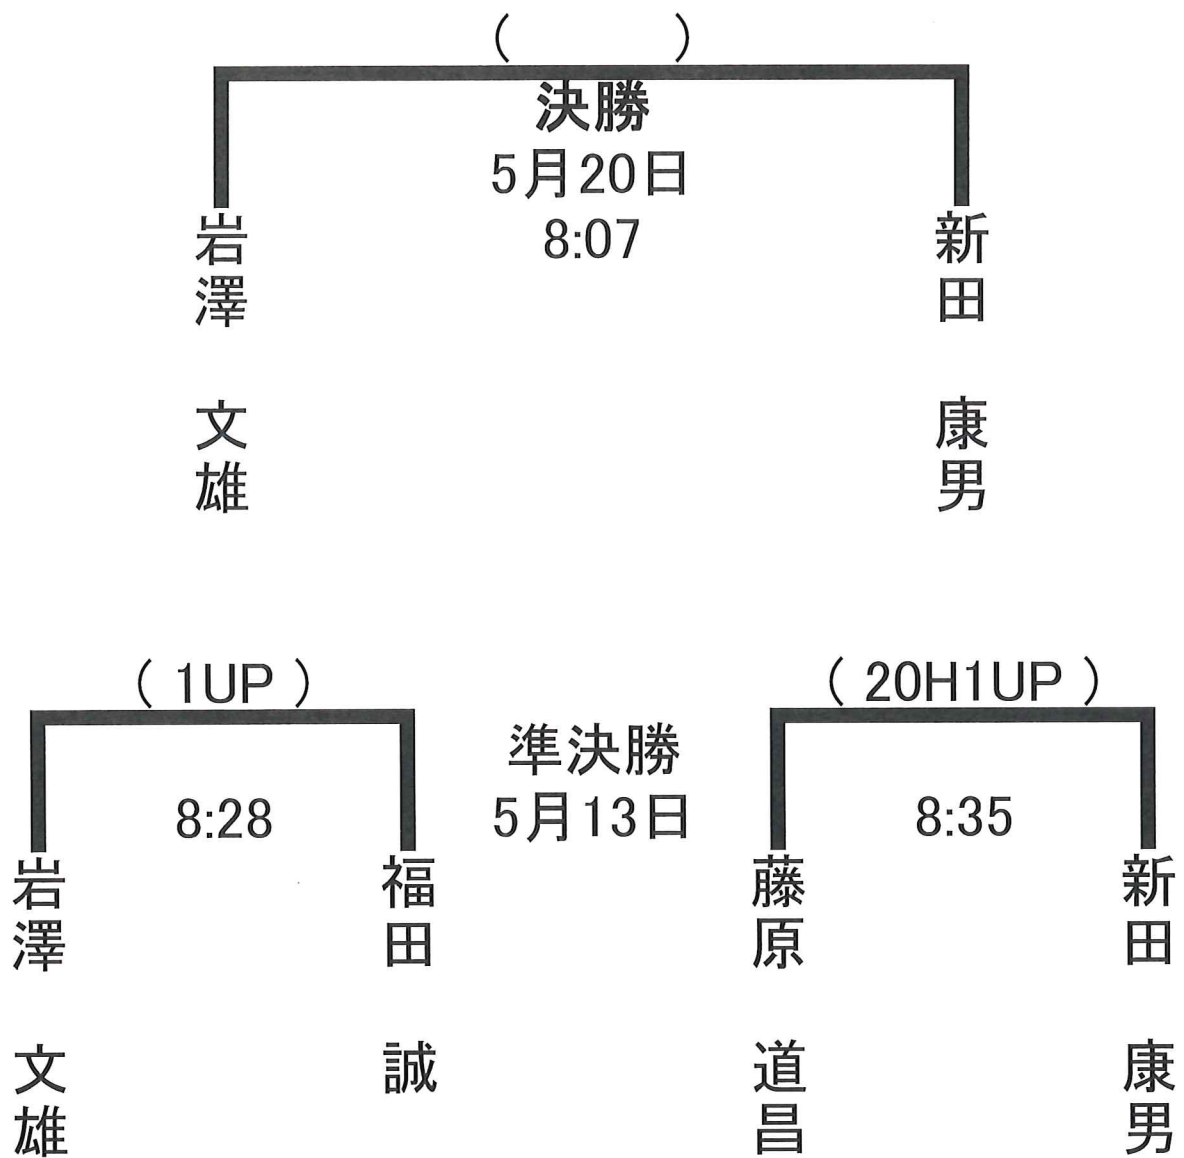 ( )
決勝
5月20日
8:07
岩澤 文雄
新田 康男
( 1UP )
( 20H1UP )
準決勝
5月13日
8:28
8:35
岩澤 文雄
福田 誠
藤原 道昌
新田 康男